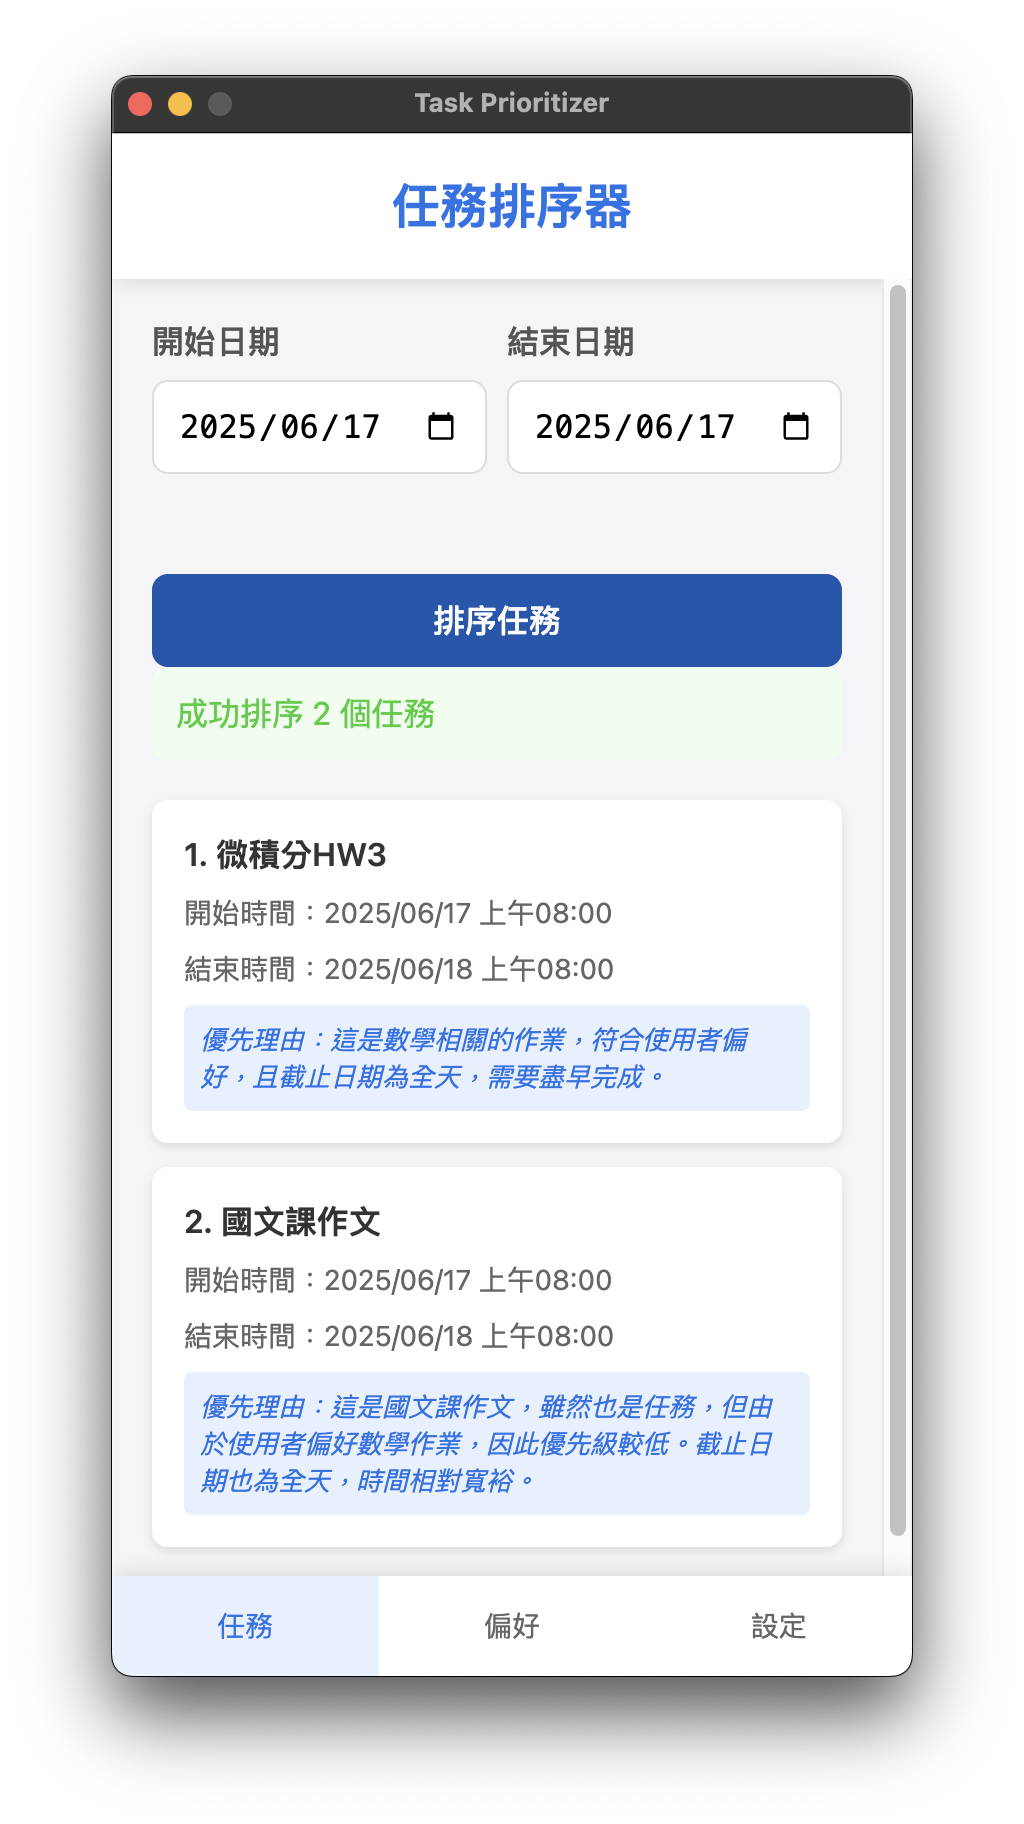 Task Prioritizer
任務排序器
開始日期
結束日期
2025/06/17
2025/06/17
排序任務
成功排序 2 個任務
1. 微積分HW3
開始時間：2025/06/17 上午08:00
結束時間：2025/06/18 上午08:00
優先理由：這是數學相關的作業，符合使用者偏
好，且截止日期為全天，需要盡早完成。
2. 國文課作文
開始時間：2025/06/17 上午08:00
結束時間：2025/06/18 上午08:00
優先理由：這是國文課作文，雖然也是任務，但由
於使用者偏好數學作業，因此優先級較低。截止日
期也為全天，時間相對寬裕。
任務
偏好
設定